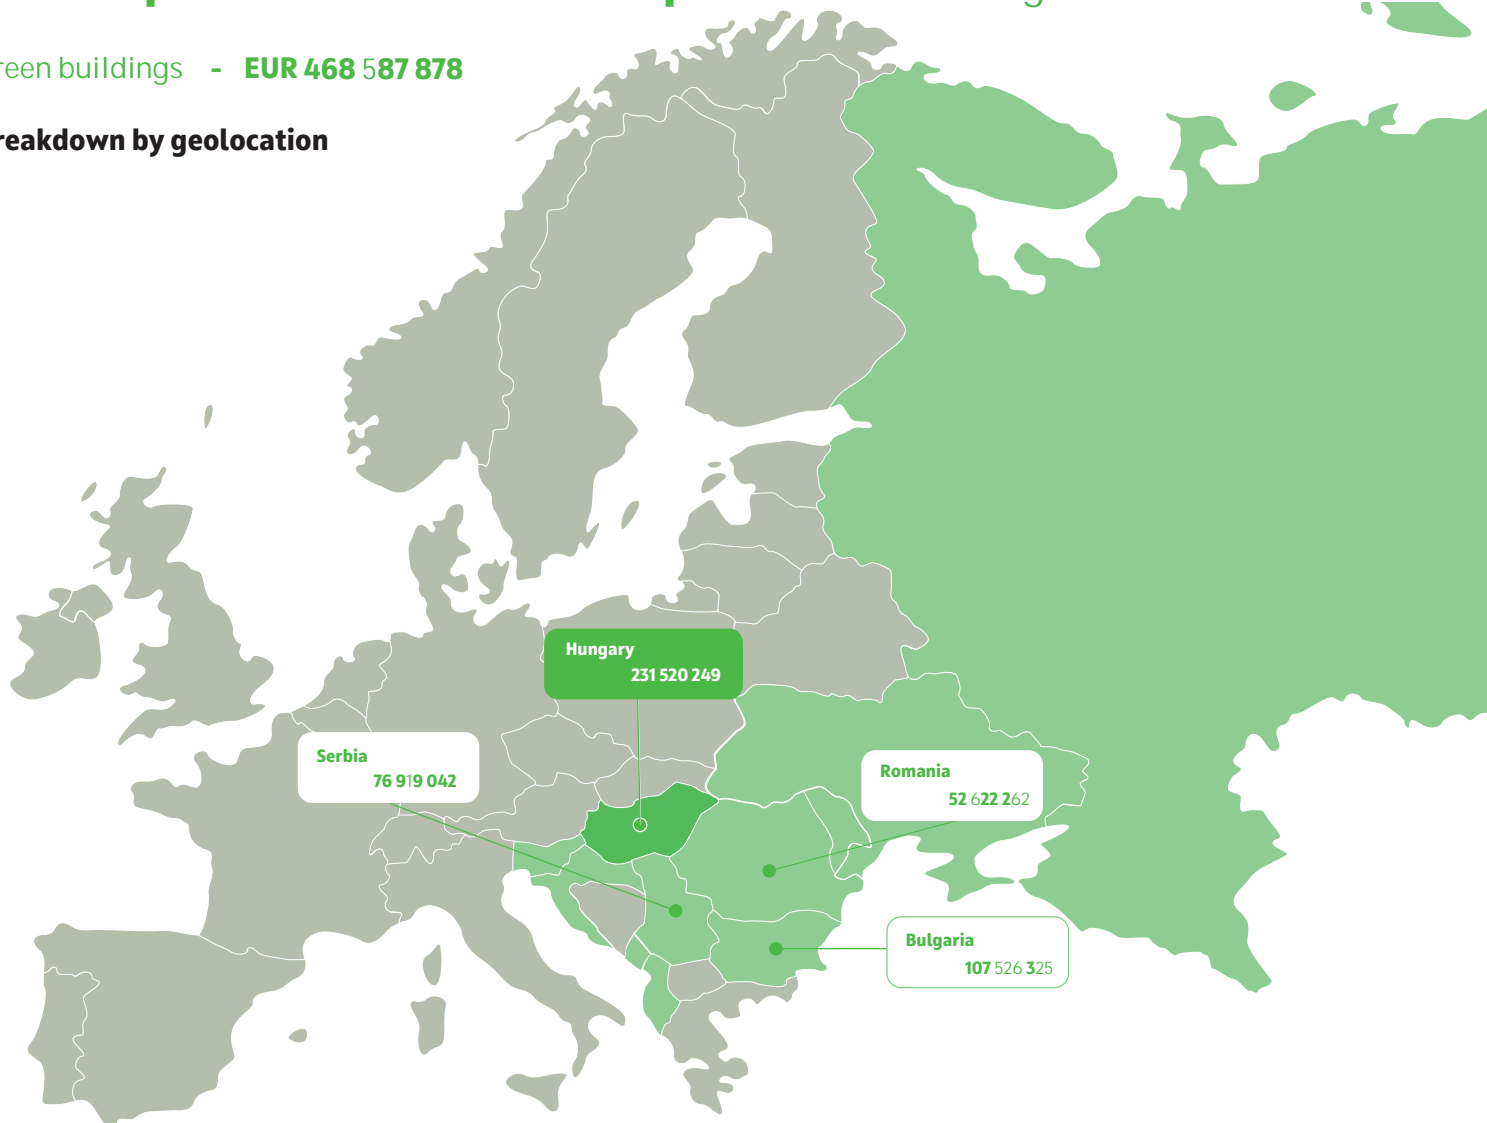 reen buildings - EUR 468 587 878
reakdown by geolocation
Hungary
231 520 249
Serbia
76 919 042
Romania
52 622 262
Bulgaria
107 526 325